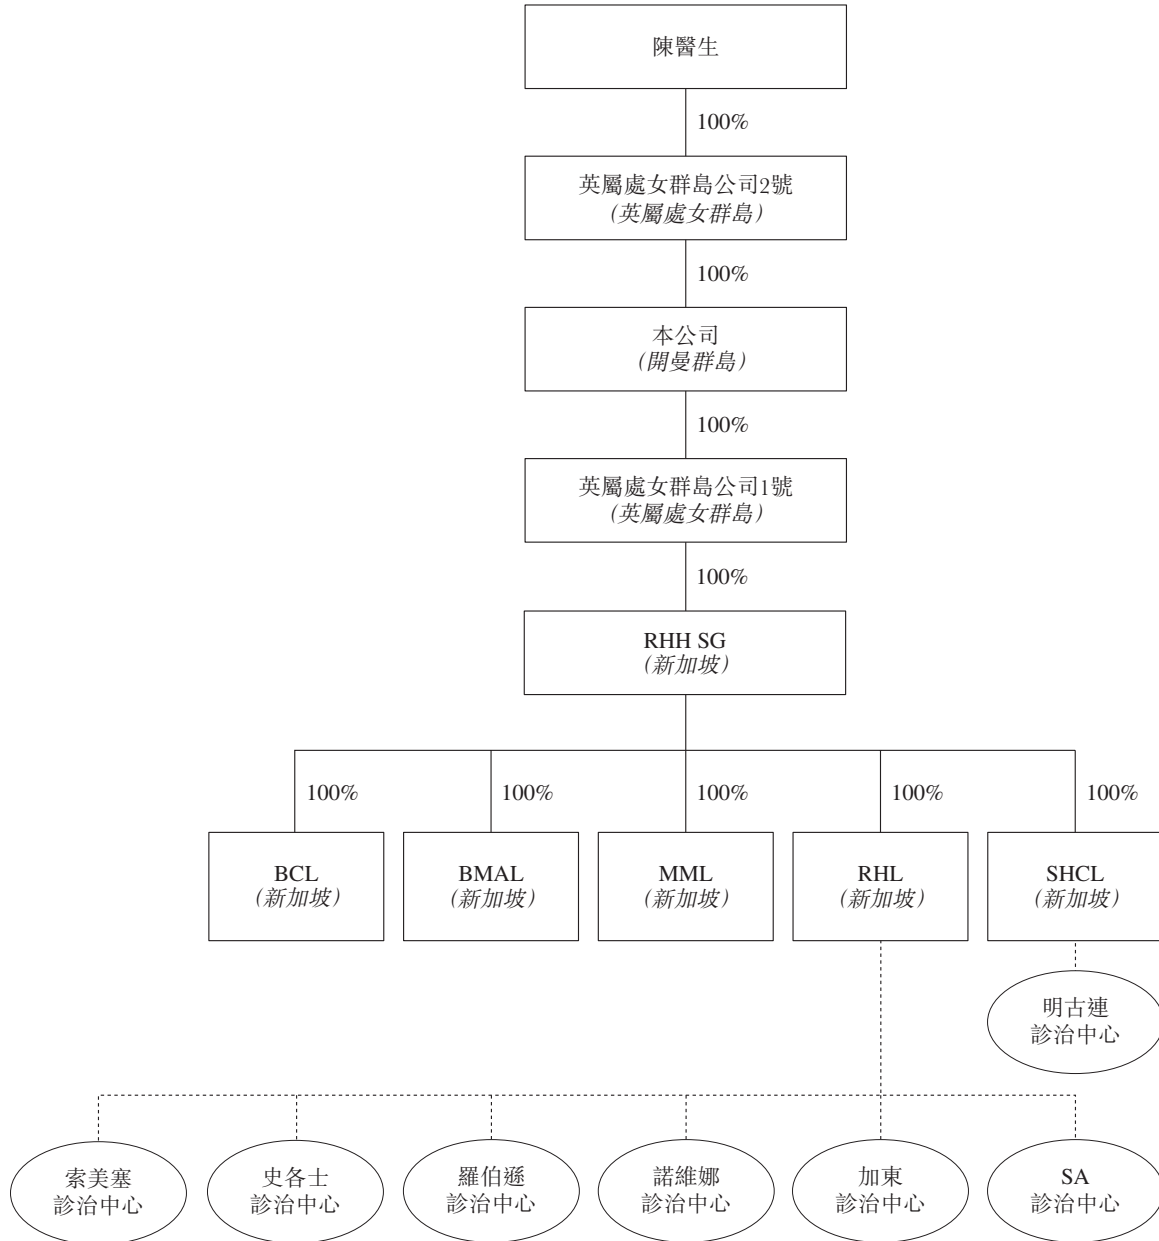 陳醫生
100%
英屬處女群島公司2號
(英屬處女群島)
100%
本公司
(開曼群島)
100%
英屬處女群島公司1號
(英屬處女群島)
100%
RHH SG
(新加坡)
100%
100%
100%
100%
100%
BCL
(新加坡)
BMAL
(新加坡)
MML
(新加坡)
RHL
(新加坡)
SHCL
(新加坡)
明古連
診治中心
索美塞
診治中心
史各士
診治中心
羅伯遜
診治中心
諾維娜
診治中心
加東
診治中心
SA
診治中心